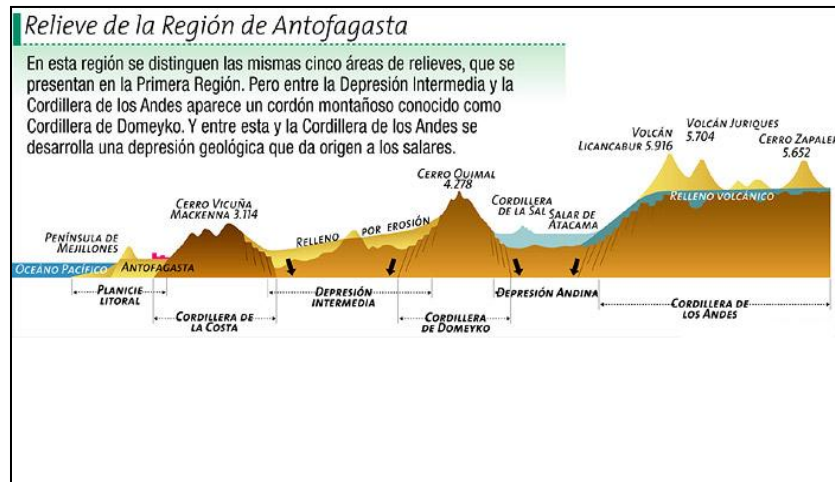 Relieve de la Región de Antofagasta
En esta región se distinguen las mismas cinco áreas de relieves, que se
presentan en la Primera Región. Pero entre la Depresión Intermedia y la
Cordillera de los Andes aparece un cordón montañoso conocido como
Cordillera de Domeyko. Y entre esta y la Cordillera de los Andes se
desarrolla una depresión geológica que da origen a los salares.
VOLCÁN
LICANCABUR 5.916
VOLCÁN JURIQUES
5.704
CERRO ZAPALERI
5.652
CERRO QUIMAL
4.278
CERRO VICUÑA
MACKENNA 3.114
CORDILLERA
DE LA SAL
SALAR DE
ATACAMA
RELLENO VOLCÁNICO
RELLENO POR EROSIÓN
PENÍNSULA DE
MEJILLONES
OCEÁNO PACÍFICO
ANTOFAGASTA
PLANICIE
LITORAL
CORDILLERA DE
LA COSTA
DEPRESIÓN
INTERMEDIA
CORDILLERA
DE DOMEYKO
DEPRESIÓN ANDINA
CORDILLERA DE
LOS ANDES